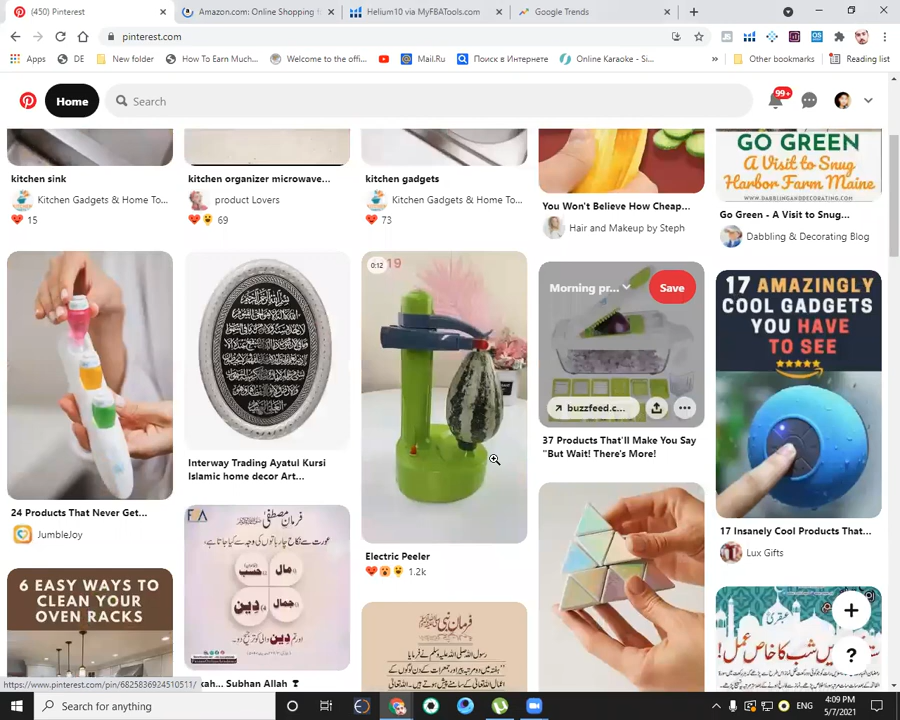 (450) Pinterest
Amazon.com: Online Shopping f
Helium10 via MyFBATools.com
Google Trends
pinterest.com
Apps
DE
New folder
How To Earn Much...
Welcome to the offi...
Mail.Ru
Поиск в Интернете
Online Karaoke - Si...
»
Other bookmarks
Reading list
Home
Search
99+
kitchen sink
Kitchen Gadgets & Home To...
15
kitchen organizer microwave...
product Lovers
69
kitchen gadgets
Kitchen Gadgets & Home To...
73
You Won't Believe How Cheap...
Hair and Makeup by Steph
GO GREEN
A Visit to Snug
Harbor Farm Maine
WWW.DABBLINGANDDECORATING.COM
Go Green - A Visit to Snug...
Dabbling & Decorating Blog
24 Products That Never Get...
JumbleJoy
Interway Trading Ayatul Kursi
Islamic home decor Art...
0:12
19
Electric Peeler
1.2k
Morning pr...
Save
buzzfeed.c...
37 Products That'll Make You Say
"But Wait! There's More!
17 AMAZINGLY
COOL GADGETS
YOU HAVE
TO SEE
17 Insanely Cool Products That...
Lux Gifts
6 EASY WAYS TO
CLEAN YOUR
OVEN RACKS
فرمانِ مصطفیٰ
مال
حسب
جمال
دین
kah... Subhan Allah
فرمانِ نبی
https://www.pinterest.com/pin/6825836924510511/
Type here to search
ENG
4:09 PM
5/7/2021